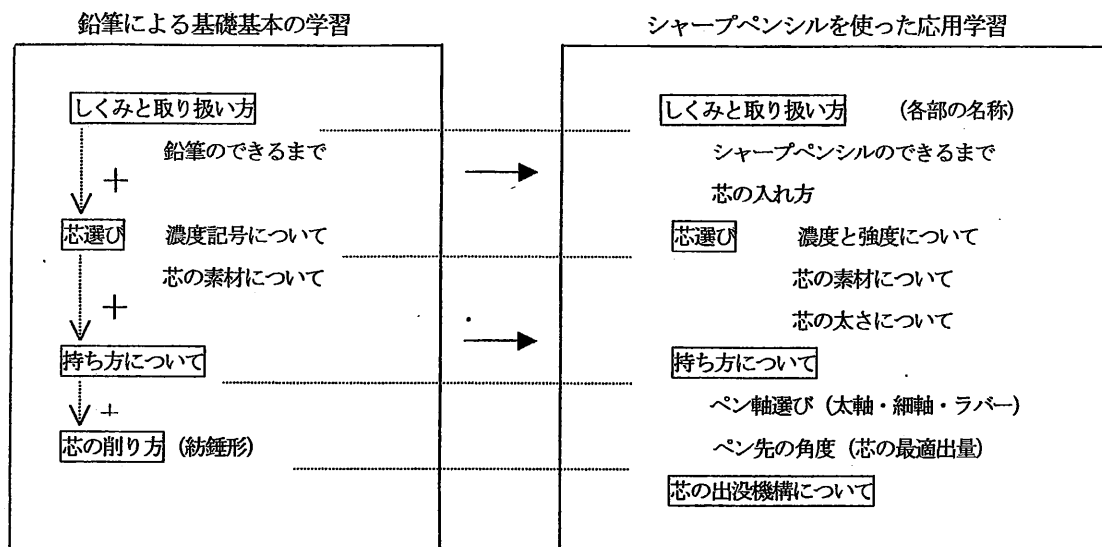 鉛筆による基礎基本の学習
しくみと取り扱い方
鉛筆のできるまで
+
芯選び 濃度記号について
芯の素材について
+
持ち方について
+
芯の削り方 (紡錘形)
シャープペンシルを使った応用学習
しくみと取り扱い方 (各部の名称)
シャープペンシルのできるまで
芯の入れ方
芯選び 濃度と強度について
芯の素材について
芯の太さについて
持ち方について
ペン軸選び (太軸・細軸・ラバー)
ペン先の角度 (芯の最適出量)
芯の出没機構について